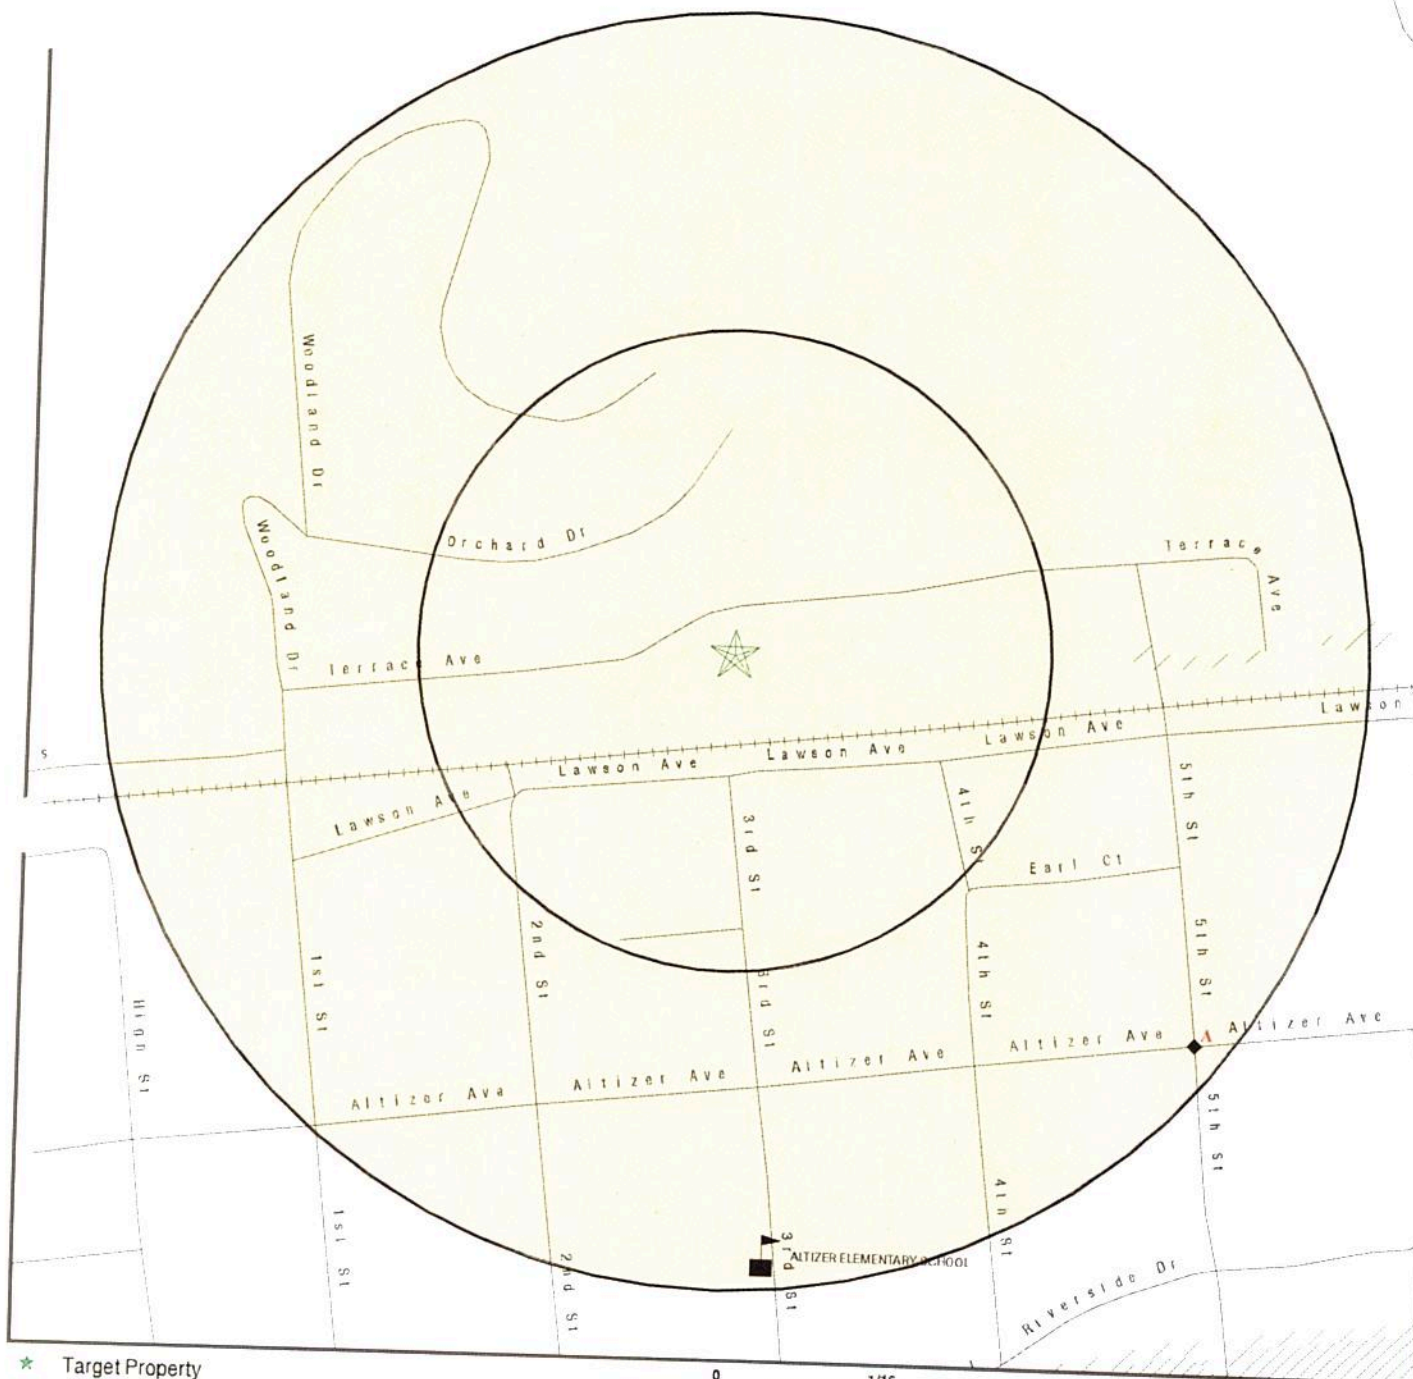 Woodland Dr
Orchard Dr
Woodland Dr
Terrace
Ave
Terrace Ave
Lawson
S
Lawson Ave
Lawson Ave
Lawson Ave
Lawson Ave
3rd St
4th St
5th St
Earl Ct
2nd St
1st St
High St
3rd St
4th St
5th St
A
Altizer Ave
Altizer Ave
Altizer Ave
Altizer Ave
Altizer Ava
5th St
1st St
2nd St
3rd St
4th St
ALTIZER ELEMENTARY SCHOOL
Riverside Dr
Target Property
0
1/16